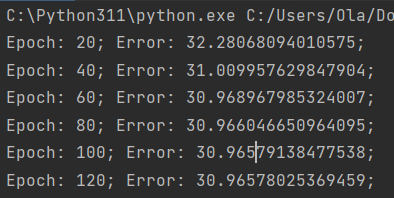 C:\Python311\python.exe C:/Users/Ola/Do
Epoch: 20; Error: 32.28068094010575;
Epoch: 40; Error: 31.009957629847904;
Epoch: 60; Error: 30.968967985324007;
Epoch: 80; Error: 30.966046650964095;
Epoch: 100; Error: 30.96579138477538;
Epoch: 120; Error: 30.96578025369459;